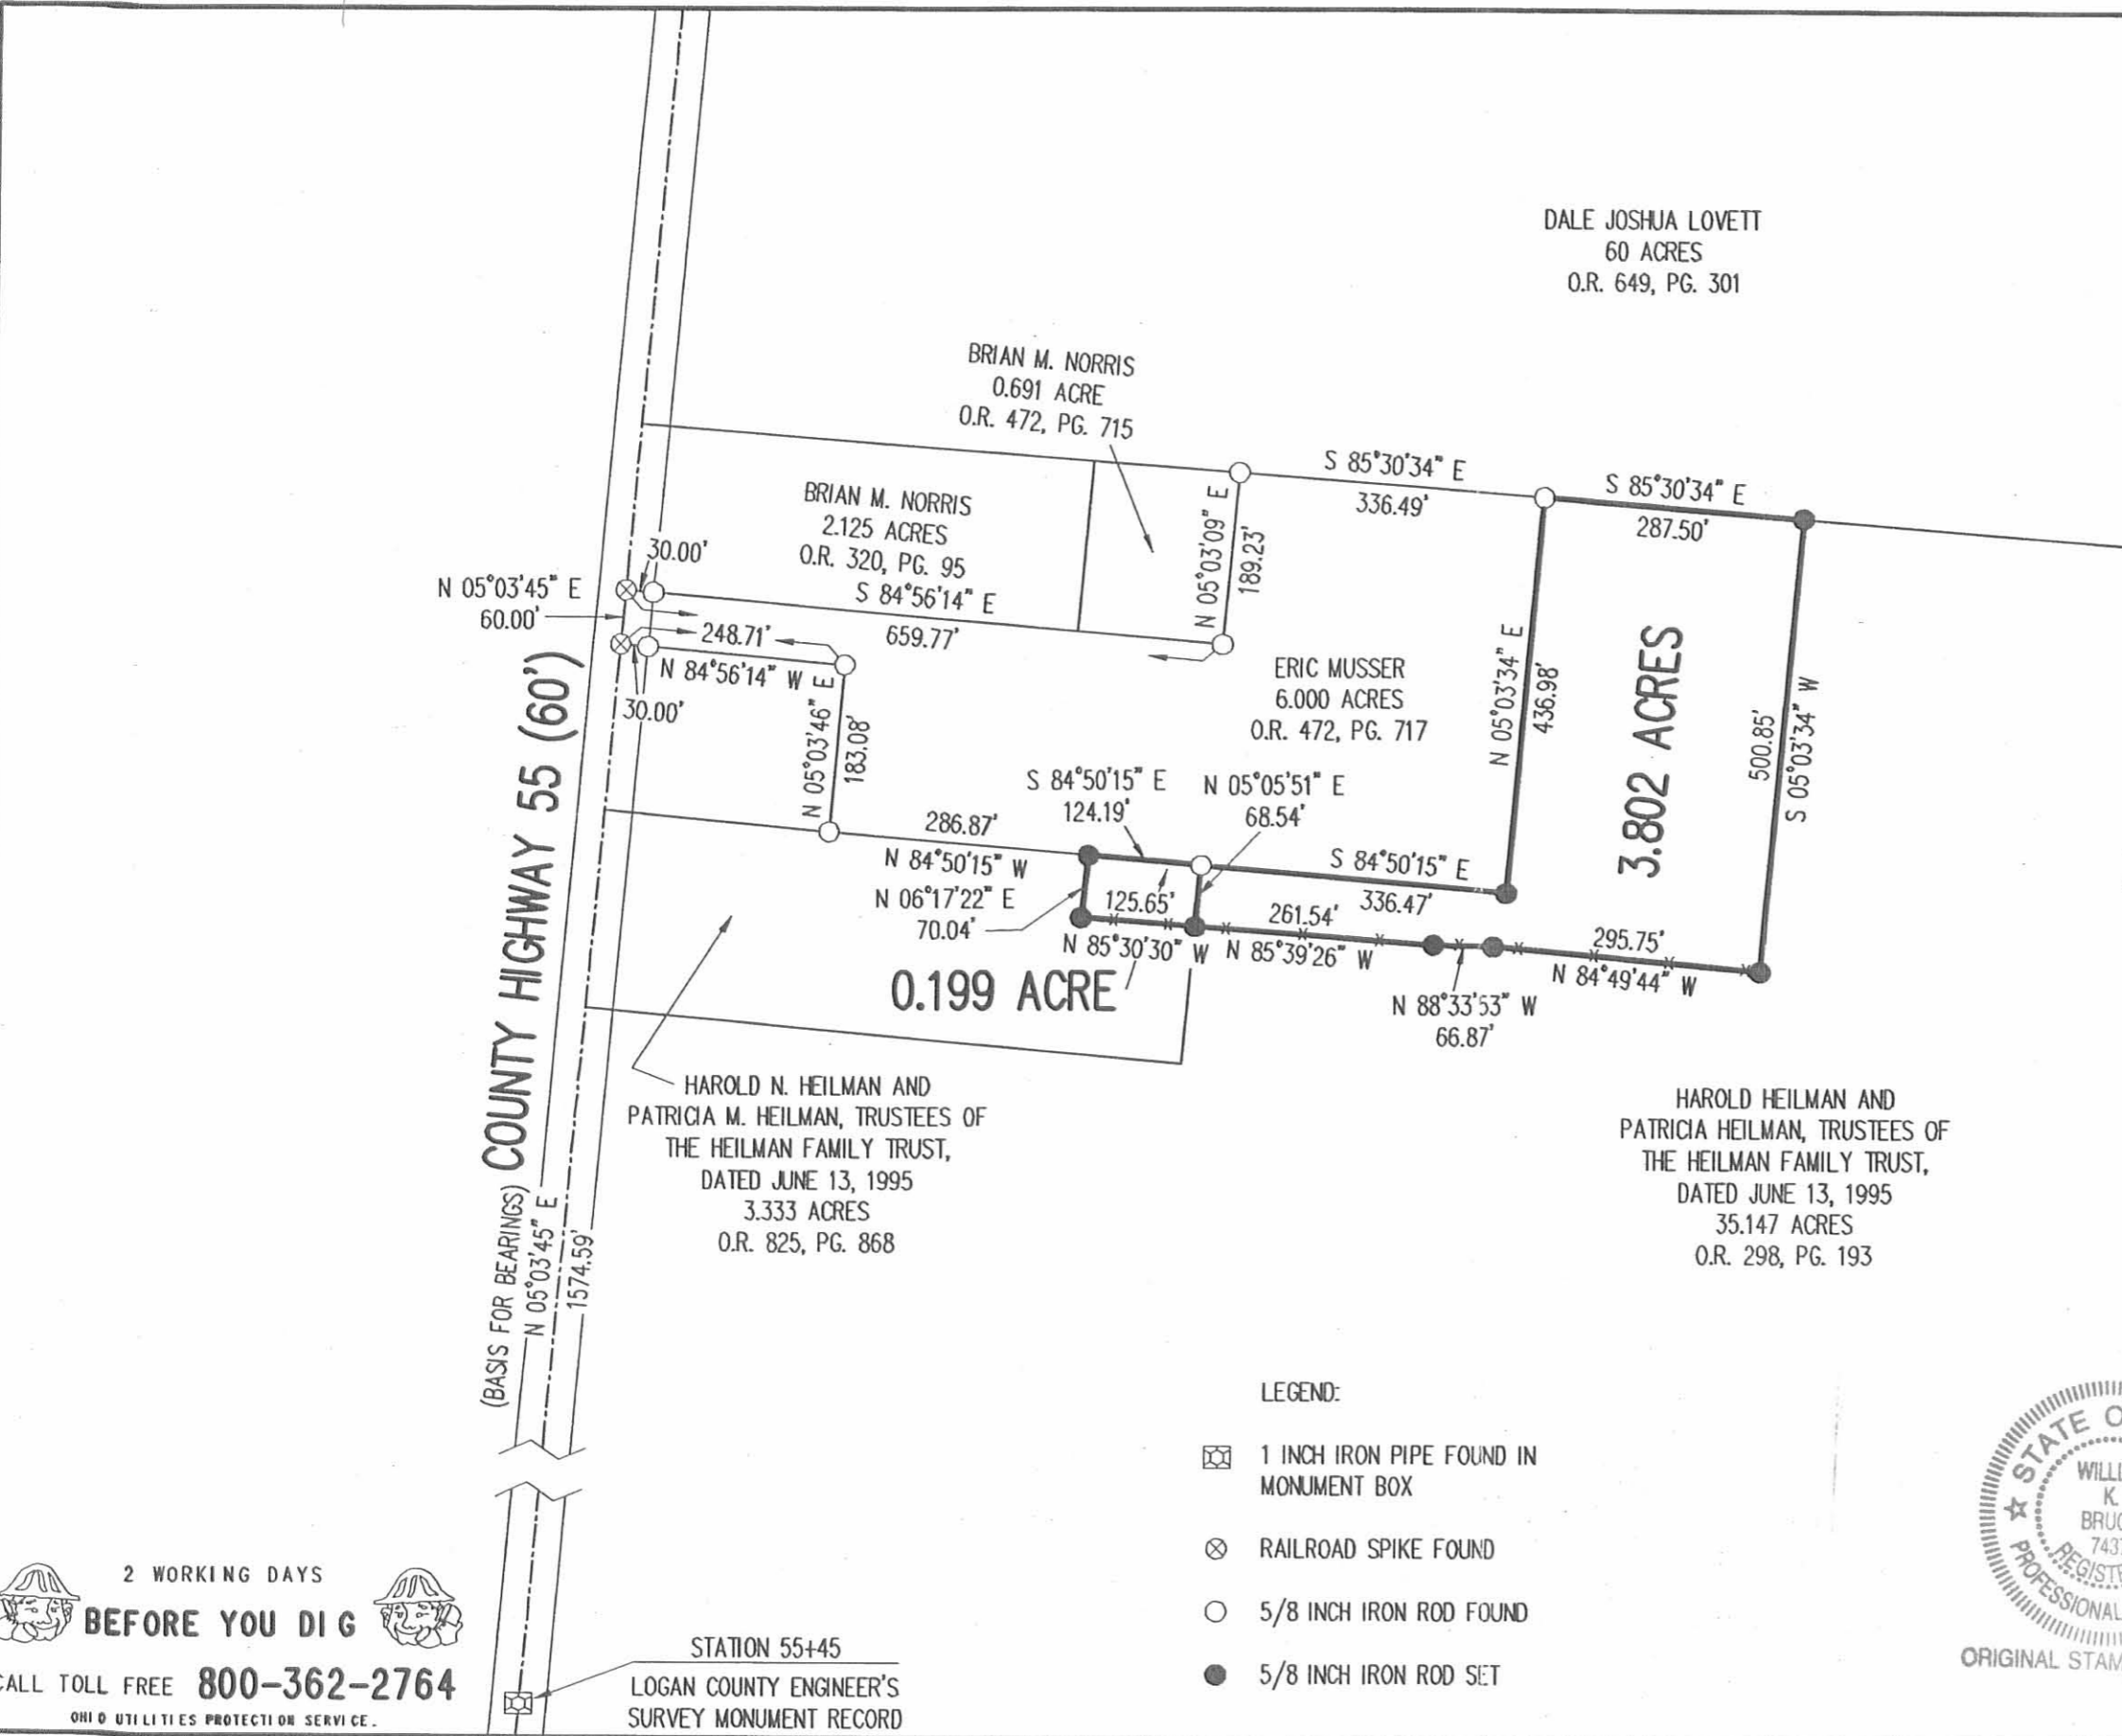 DALE JOSHUA LOVETT
60 ACRES
O.R. 649, PG. 301
BRIAN M. NORRIS
0.691 ACRE
O.R. 472, PG. 715
S 85°30'34" E
336.49'
S 85°30'34" E
287.50'
BRIAN M. NORRIS
2.125 ACRES
O.R. 320, PG. 95
N 05°03'09" E
189.23'
30.00'
N 05°03'45" E
60.00'
S 84°56'14" E
659.77'
248.71'
N 84°56'14" W
30.00'
N 05°03'46" E
183.08'
ERIC MUSSER
6.000 ACRES
O.R. 472, PG. 717
N 05°03'34" E
436.98'
3.802 ACRES
500.85'
S 05°03'34" W
S 84°50'15" E
124.19'
N 05°05'51" E
68.54'
286.87'
N 84°50'15" W
S 84°50'15" E
336.47'
N 06°17'22" E
70.04'
125.65'
N 85°30'30" W
261.54'
N 85°39'26" W
295.75'
N 84°49'44" W
N 88°33'53" W
66.87'
0.199 ACRE
COUNTY HIGHWAY 55 (60')
(BASIS FOR BEARINGS)
N 05°03'45" E
1574.59'
HAROLD N. HEILMAN AND
PATRICIA M. HEILMAN, TRUSTEES OF
THE HEILMAN FAMILY TRUST,
DATED JUNE 13, 1995
3.333 ACRES
O.R. 825, PG. 868
HAROLD HEILMAN AND
PATRICIA HEILMAN, TRUSTEES OF
THE HEILMAN FAMILY TRUST,
DATED JUNE 13, 1995
35.147 ACRES
O.R. 298, PG. 193
LEGEND:
1 INCH IRON PIPE FOUND IN
MONUMENT BOX
RAILROAD SPIKE FOUND
5/8 INCH IRON ROD FOUND
5/8 INCH IRON ROD SET
STATION 55+45
LOGAN COUNTY ENGINEER'S
SURVEY MONUMENT RECORD
2 WORKING DAYS
BEFORE YOU DIG
CALL TOLL FREE 800-362-2764
OHIO UTILITIES PROTECTION SERVICE.
STATE O
WILLI
K.
BRUC
743
REGISTE
PROFESSIONAL
ORIGINAL STAM